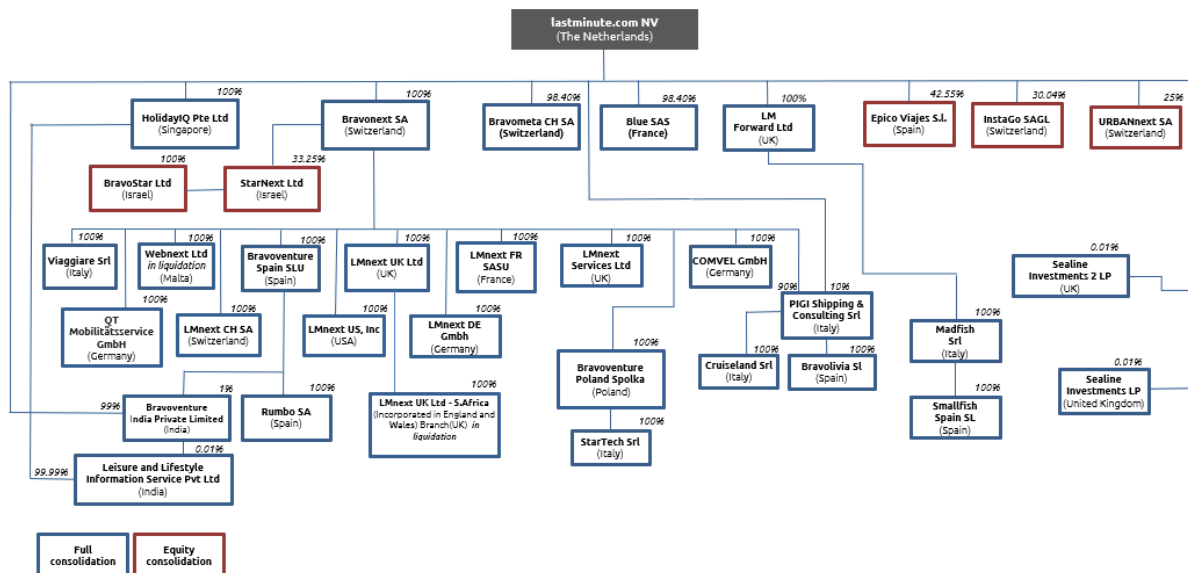 lastminute.com NV
(The Netherlands)
100%
HolidayIQ Pte Ltd
(Singapore)
100%
Bravonext SA
(Switzerland)
98.40%
Bravometa CH SA
(Switzerland)
98.40%
Blue SAS
(France)
100%
LM
Forward Ltd
(UK)
42.55%
Epico Viajes S.l.
(Spain)
30.04%
InstaGo SAGL
(Switzerland)
25%
URBANnext SA
(Switzerland)
100%
BravoStar Ltd
(Israel)
33.25%
StarNext Ltd
(Israel)
100%
Viaggiare Srl
(Italy)
100%
Webnext Ltd
in liquidation
(Malta)
100%
Bravoventure
Spain SLU
(Spain)
100%
LMnext UK Ltd
(UK)
100%
LMnext FR
SASU
(France)
100%
LMnext
Services Ltd
(UK)
100%
COMVEL GmbH
(Germany)
0.01%
Sealine
Investments 2 LP
(UK)
100%
QT
Mobilitätsservice
GmbH
(Germany)
100%
LMnext CH SA
(Switzerland)
100%
LMnext US, Inc
(USA)
100%
LMnext DE
Gmbh
(Germany)
90%
10%
PIGI Shipping &
Consulting Srl
(Italy)
100%
Madfish
Srl
(Italy)
100%
Bravoventure
Poland Spolka
(Poland)
100%
Cruiseland Srl
(Italy)
100%
Bravolivia Sl
(Spain)
0.01%
Sealine
Investments LP
(United Kingdom)
99%
1%
Bravoventure
India Private Limited
(India)
100%
Rumbo SA
(Spain)
100%
LMnext UK Ltd - S.Africa
(Incorporated in England and
Wales) Branch(UK) in
liquidation
100%
Smallfish
Spain SL
(Spain)
100%
StarTech Srl
(Italy)
99.99%
0.01%
Leisure and Lifestyle
Information Service Pvt Ltd
(India)
Full
consolidation
Equity
consolidation